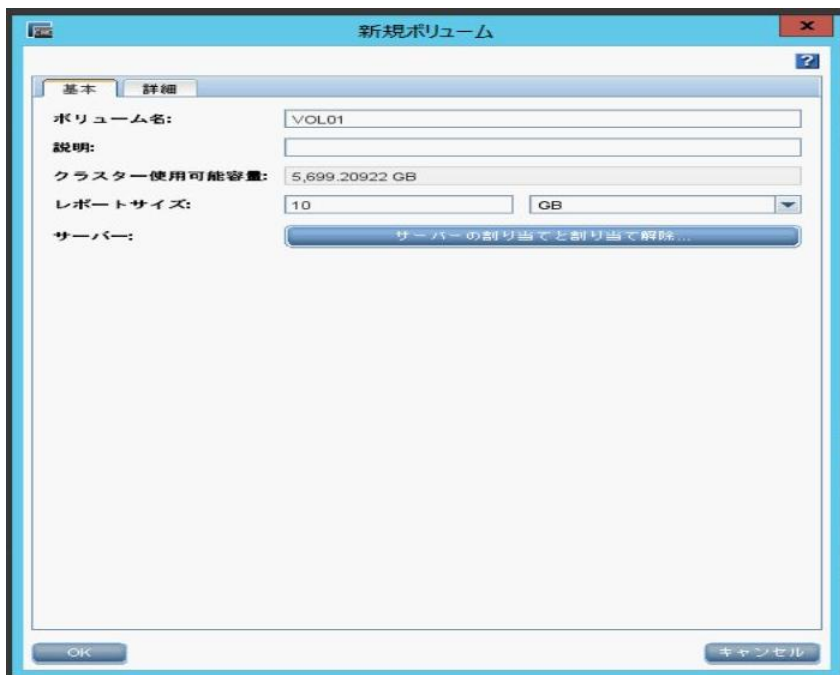 新規ボリューム
x
?
基本 詳細
ボリューム名: VOL01
説明:
クラスター使用可能容量: 5,699.20922 GB
レポートサイズ: 10 GB
サーバー: サーバーの割り当てと割り当て解除...
OK キャンセル